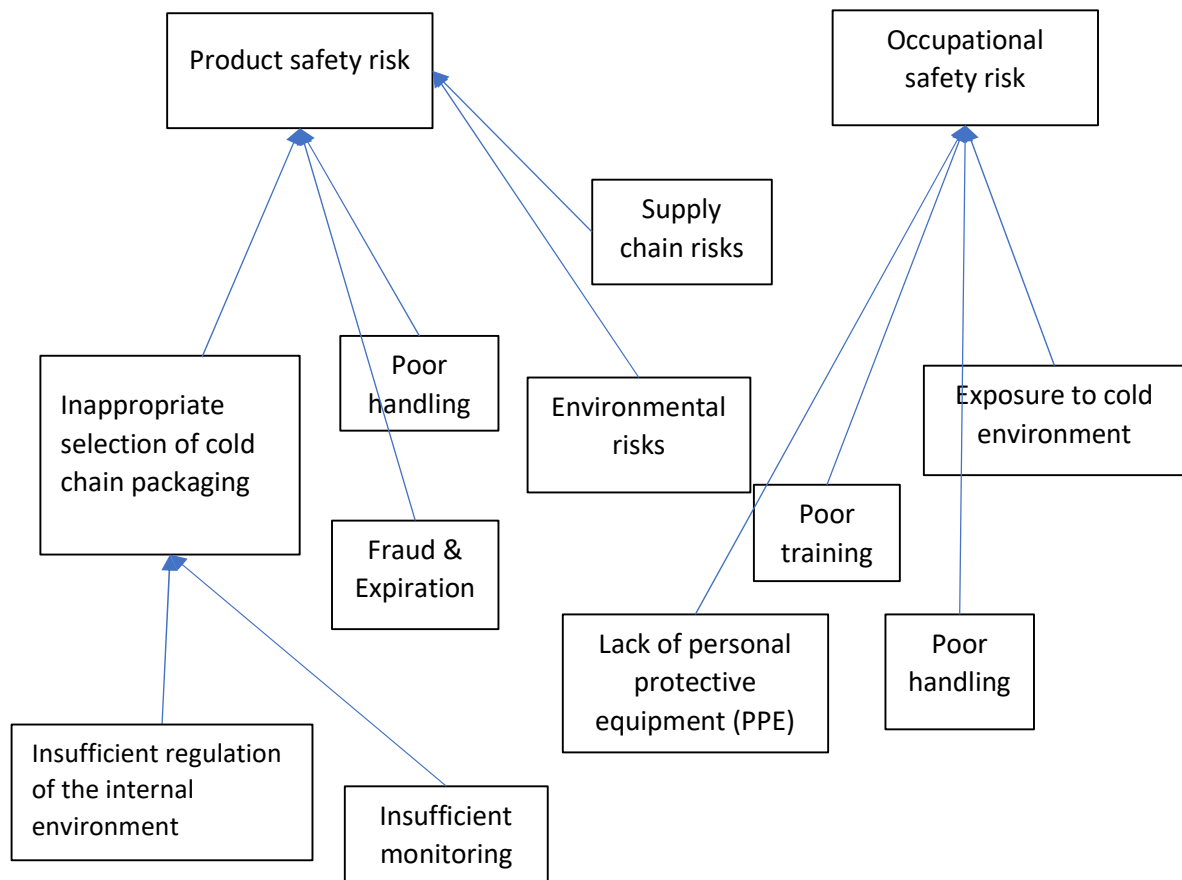 Product safety risk
Occupational
safety risk
Supply
chain risks
Poor
handling
Inappropriate
selection of cold
chain packaging
Environmental
risks
Exposure to cold
environment
Poor
training
Fraud &
Expiration
Lack of personal
protective
equipment (PPE)
Poor
handling
Insufficient regulation
of the internal
environment
Insufficient
monitoring